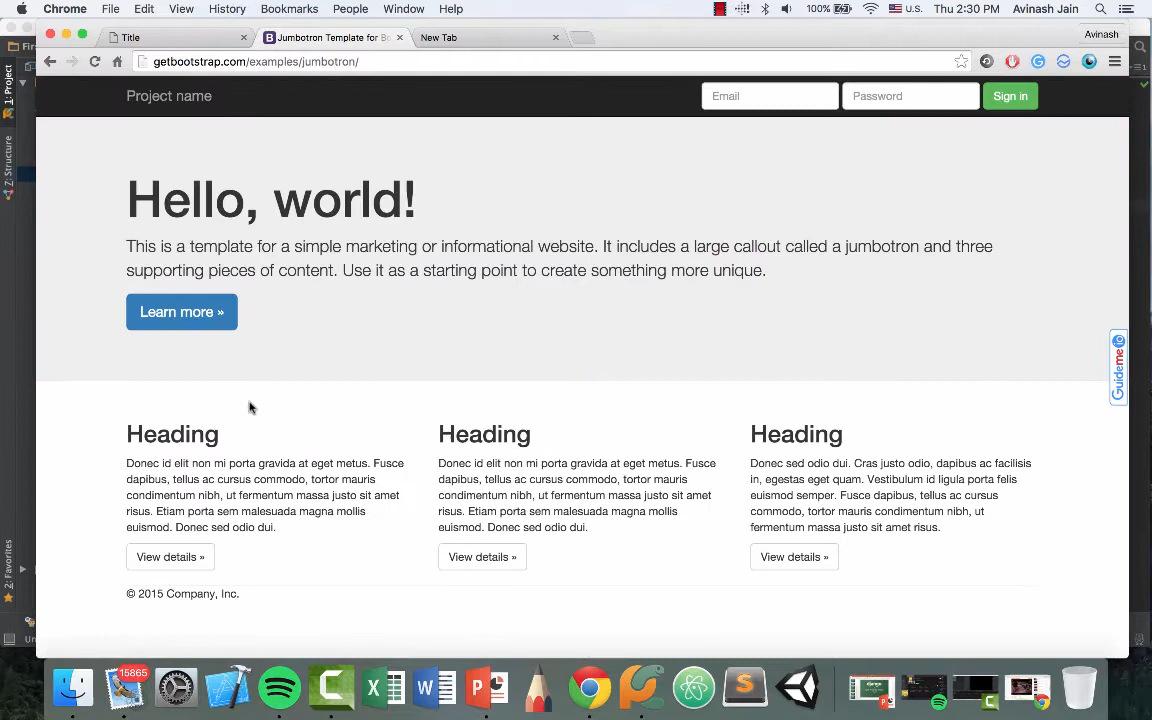 Chrome File Edit View History Bookmarks People Window Help 100% U.S. Thu 2:30 PM Avinash Jain
Title Jumbotron Template for Bo New Tab Avinash
getbootstrap.com/examples/jumbotron/
1: Project
Z: Structure
2: Favorites
Project name Email Password Sign in
Hello, world!
This is a template for a simple marketing or informational website. It includes a large callout called a jumbotron and three
supporting pieces of content. Use it as a starting point to create something more unique.
Learn more »
Guideme
Heading Heading Heading
Donec id elit non mi porta gravida at eget metus. Fusce Donec id elit non mi porta gravida at eget metus. Fusce Donec sed odio dui. Cras justo odio, dapibus ac facilisis
dapibus, tellus ac cursus commodo, tortor mauris dapibus, tellus ac cursus commodo, tortor mauris in, egestas eget quam. Vestibulum id ligula porta felis
condimentum nibh, ut fermentum massa justo sit amet condimentum nibh, ut fermentum massa justo sit amet euismod semper. Fusce dapibus, tellus ac cursus
risus. Etiam porta sem malesuada magna mollis risus. Etiam porta sem malesuada magna mollis commodo, tortor mauris condimentum nibh, ut
euismod. Donec sed odio dui. euismod. Donec sed odio dui. fermentum massa justo sit amet risus.
View details » View details » View details »
© 2015 Company, Inc.
15865